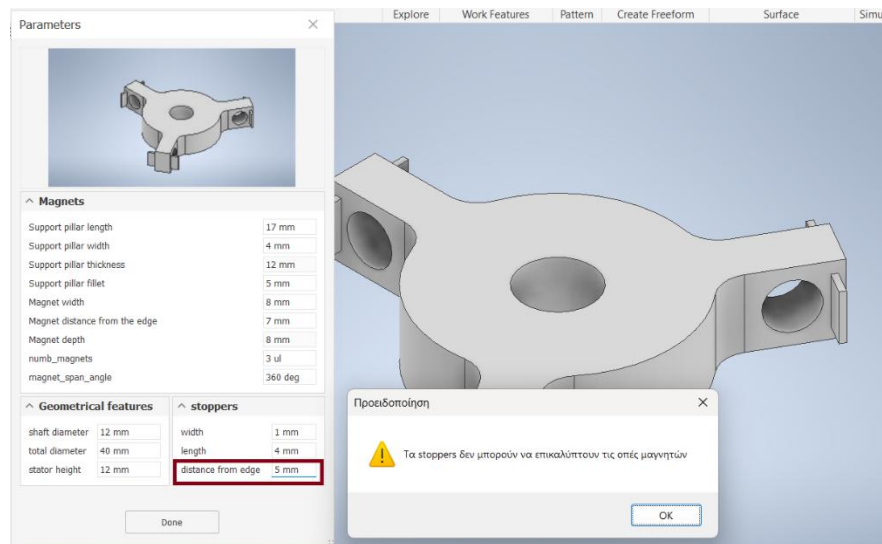 Explore Work Features Pattern Create Freeform Surface Simu
Parameters
Magnets
Support pillar length 17 mm
Support pillar width 4 mm
Support pillar thickness 12 mm
Support pillar fillet 5 mm
Magnet width 8 mm
Magnet distance from the edge 7 mm
Magnet depth 8 mm
numb_magnets 3 ul
magnet_span_angle 360 deg
Geometrical features
shaft diameter 12 mm
total diameter 40 mm
stator height 12 mm
stoppers
width 1 mm
length 4 mm
distance from edge 5 mm
Done
Προειδοποίηση
Τα stoppers δεν μπορούν να επικαλύπτουν τις οπές μαγνητών
OK